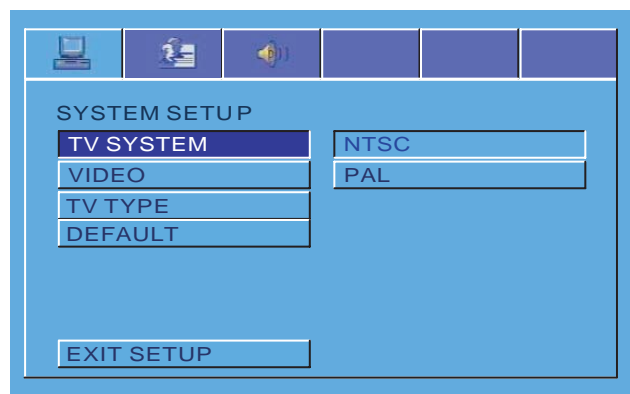 SYSTEM SETUP
TV SYSTEM
NTSC
VIDEO
PAL
TV TYPE
DEFAULT
EXIT SETUP